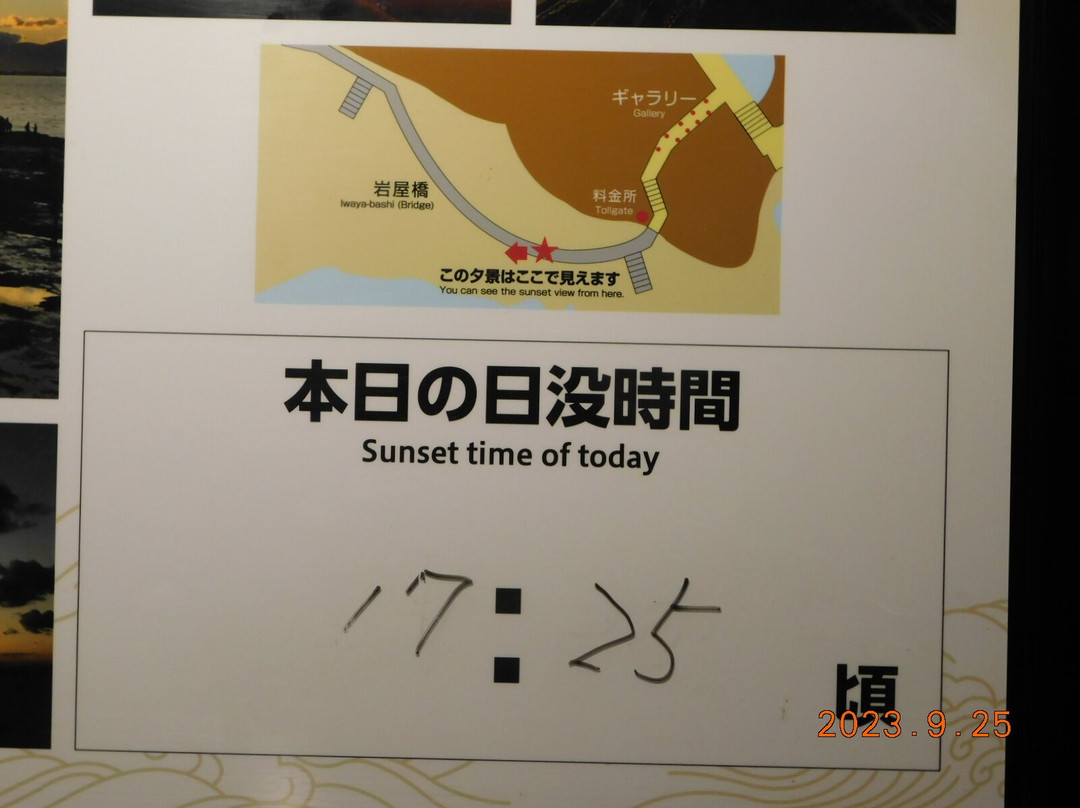 ギャラリー
Gallery
岩屋橋
Iwaya-bashi (Bridge)
料金所
Tollgate
この夕景はここで見えます
You can see the sunset view from here.
本日の日没時間
Sunset time of today
17:25
頃
2023.9.25